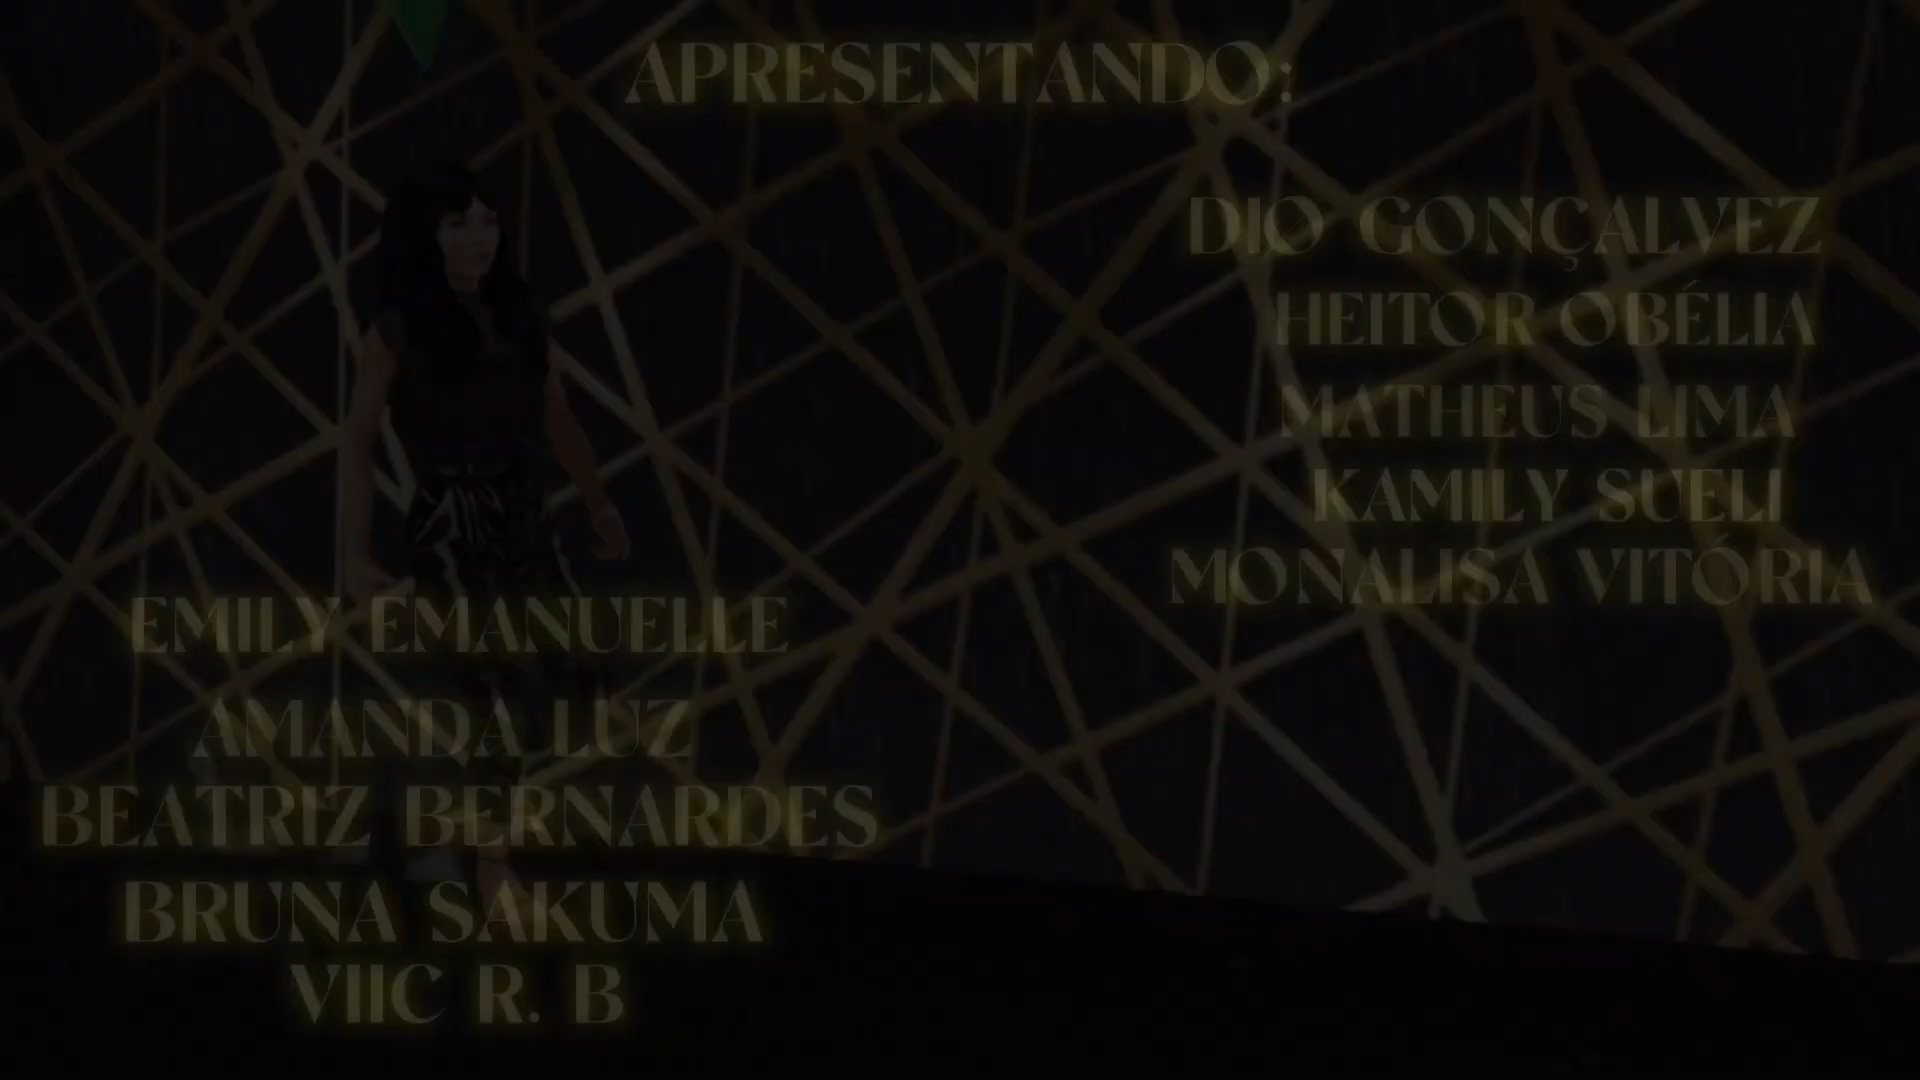 APRESENTANDO:
DIO GONÇALVEZ
HEITOR OBÉLIA
MATHEUS LIMA
KAMILY SUELI
MONALISA VITÓRIA
EMILY EMANUELLE
AMANDA LUZ
BEATRIZ BERNARDES
BRUNA SAKUMA
VIIC R. B